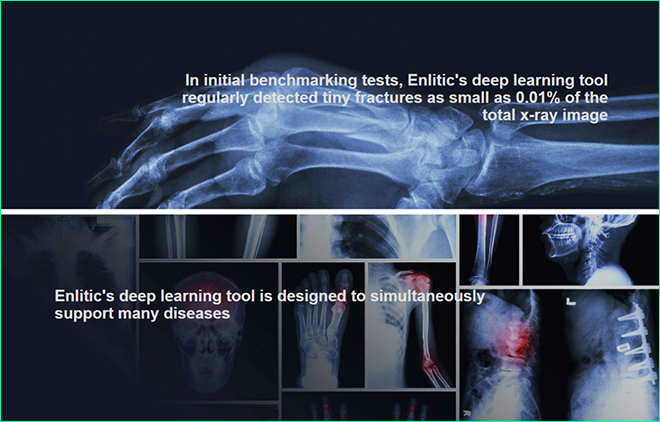 In initial benchmarking tests, Enlitic's deep learning tool
regularly detected tiny fractures as small as 0.01% of the
total x-ray image
Enlitic's deep learning tool is designed to simultaneously
support many diseases
L
R